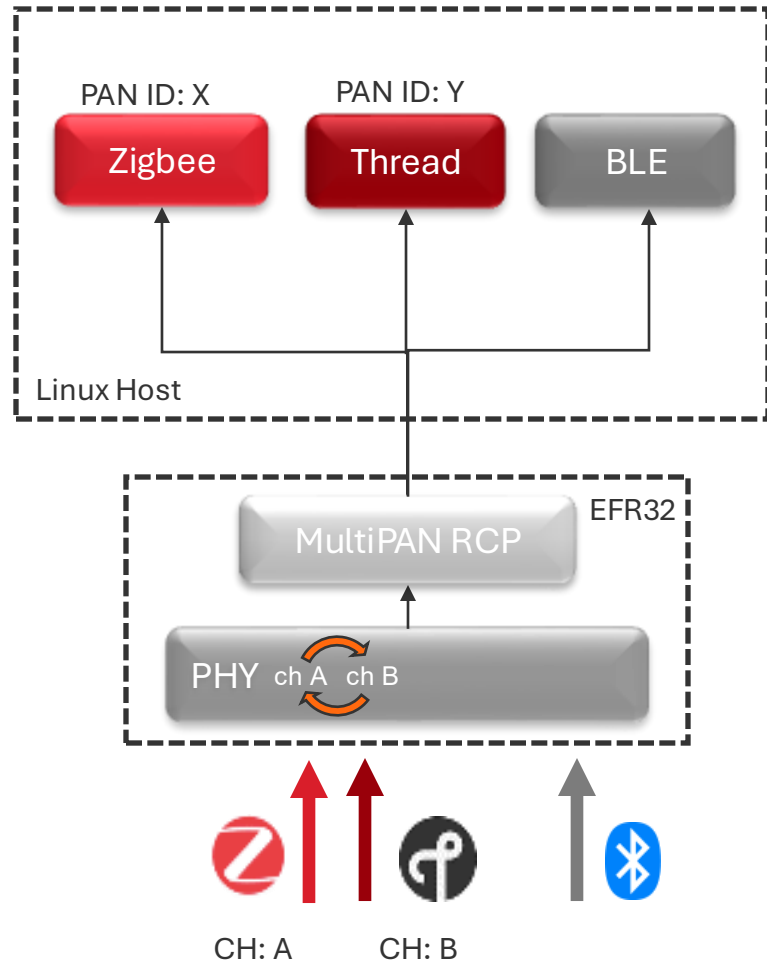 PAN ID: X
PAN ID: Y
Zigbee
Thread
BLE
Linux Host
EFR32
MultiPAN RCP
PHY
ch A
ch B
CH: A
CH: B